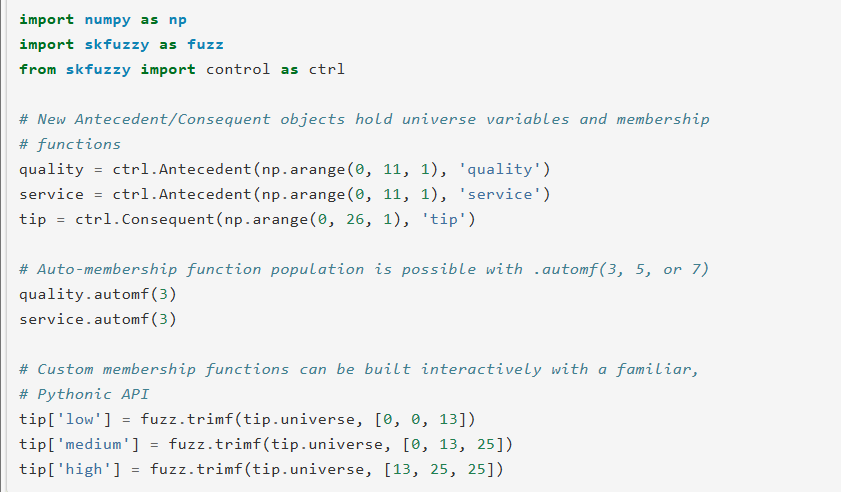 import numpy as np
import skfuzzy as fuzz
from skfuzzy import control as ctrl
# New Antecedent/Consequent objects hold universe variables and membership
# functions
quality = ctrl.Antecedent(np.arange(0, 11, 1), 'quality')
service = ctrl.Antecedent(np.arange(0, 11, 1), 'service')
tip = ctrl.Consequent(np.arange(0, 26, 1), 'tip')
# Auto-membership function population is possible with .automf(3, 5, or 7)
quality.automf(3)
service.automf(3)
# Custom membership functions can be built interactively with a familiar,
# Pythonic API
tip['low'] = fuzz.trimf(tip.universe, [0, 0, 13])
tip['medium'] = fuzz.trimf(tip.universe, [0, 13, 25])
tip['high'] = fuzz.trimf(tip.universe, [13, 25, 25])